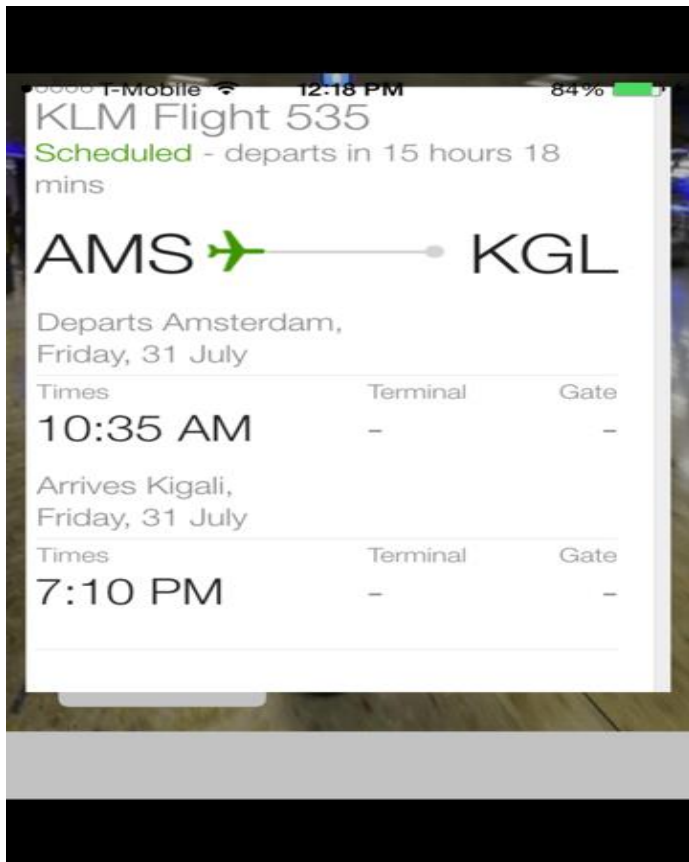 T-Mobile 12:18 PM 84%
KLM Flight 535
Scheduled - departs in 15 hours 18
mins
AMS KGL
Departs Amsterdam,
Friday, 31 July
Times Terminal Gate
10:35 AM - -
Arrives Kigali,
Friday, 31 July
Times Terminal Gate
7:10 PM - -